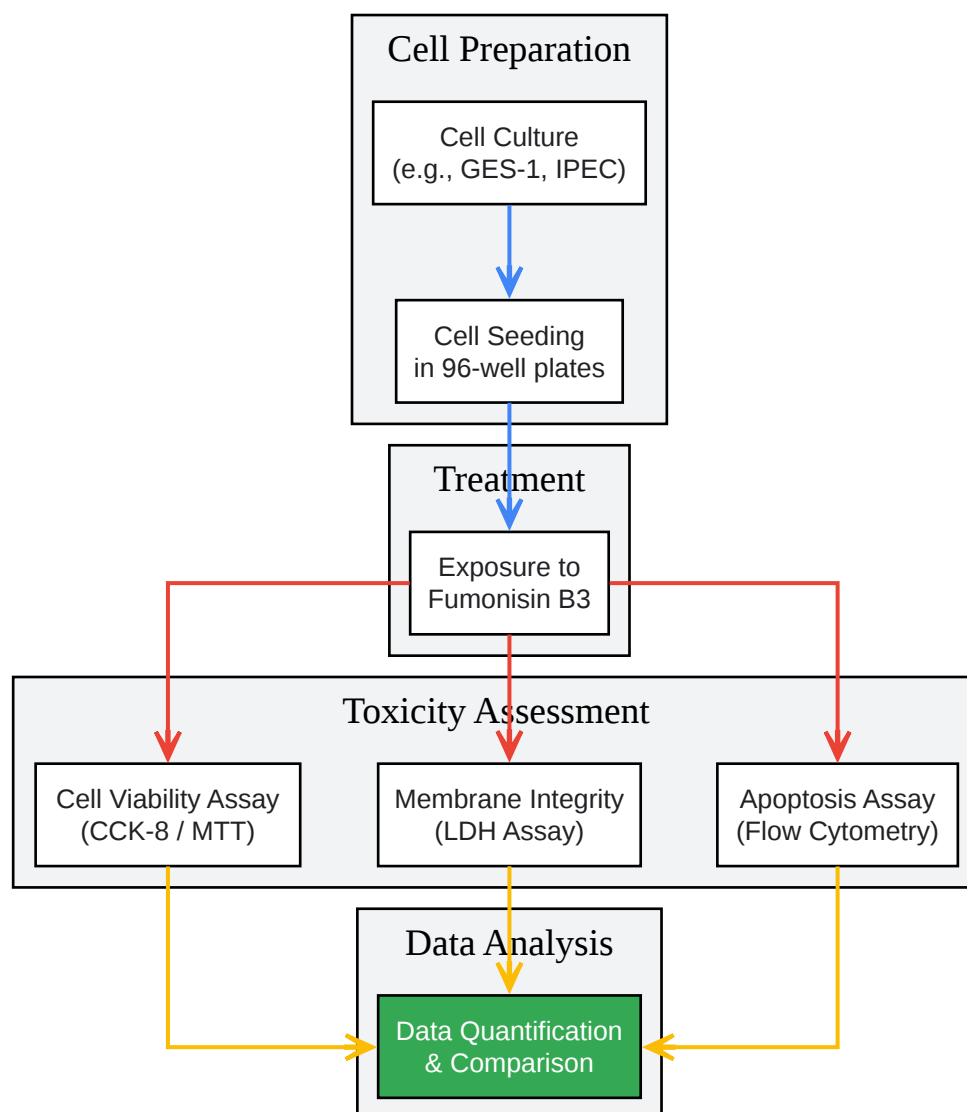 Cell Preparation
Cell Culture
(e.g., GES-1, IPEC)
Cell Seeding
in 96-well plates
Treatment
Exposure to
Fumonisin B3
Toxicity Assessment
Cell Viability Assay
(CCK-8 / MTT)
Membrane Integrity
(LDH Assay)
Apoptosis Assay
(Flow Cytometry)
Data Analysis
Data Quantification
& Comparison